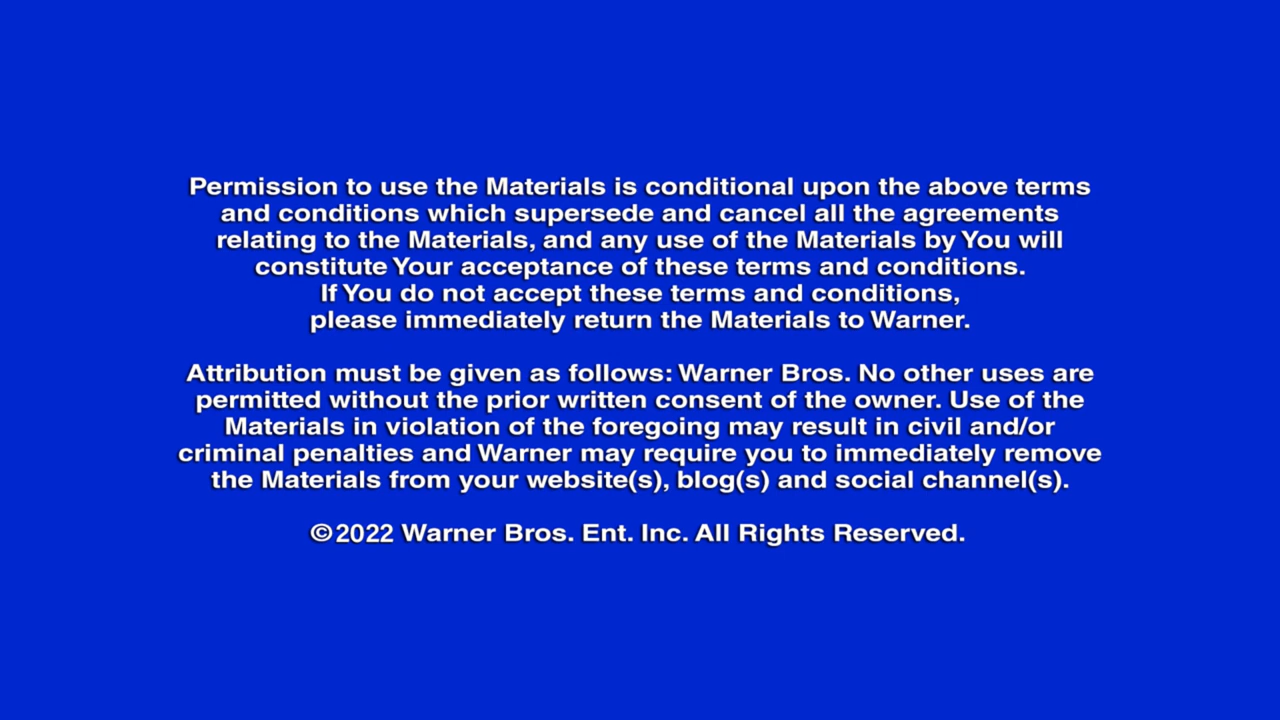 Permission to use the Materials is conditional upon the above terms
and conditions which supersede and cancel all the agreements
relating to the Materials, and any use of the Materials by You will
constitute Your acceptance of these terms and conditions.
If You do not accept these terms and conditions,
please immediately return the Materials to Warner.
Attribution must be given as follows: Warner Bros. No other uses are
permitted without the prior written consent of the owner. Use of the
Materials in violation of the foregoing may result in civil and/or
criminal penalties and Warner may require you to immediately remove
the Materials from your website(s), blog(s) and social channel(s).
©2022 Warner Bros. Ent. Inc. All Rights Reserved.